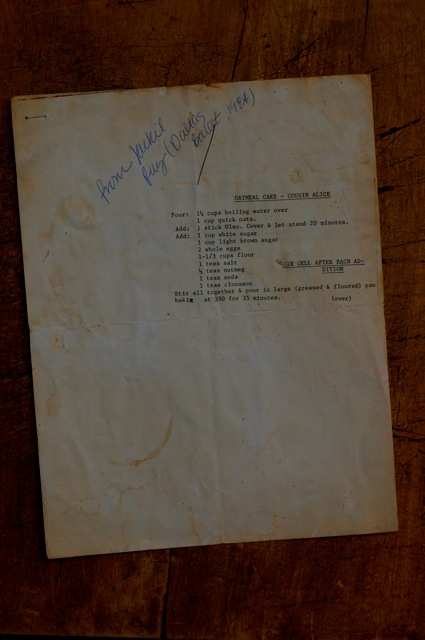 from Jackie
(Dallas
Ballet 1984)
OATMEAL CAKE - COUSIN ALICE
Pour: 1¼ cups boiling water over
1 cup quick oats.
Add: 1 stick Oleo. Cover & let stand 20 minutes.
Add: 1 cup white sugar
1 cup light brown sugar
2 whole eggs
1-1/3 cups flour
1 teas salt
½ teas nutmeg
1 teas soda
1 teas cinnamon
WELL AFTER EACH AD-
DITION
Stir all together & pour in large (greased & floured) pan
baking at 350 for 35 minutes. (over)